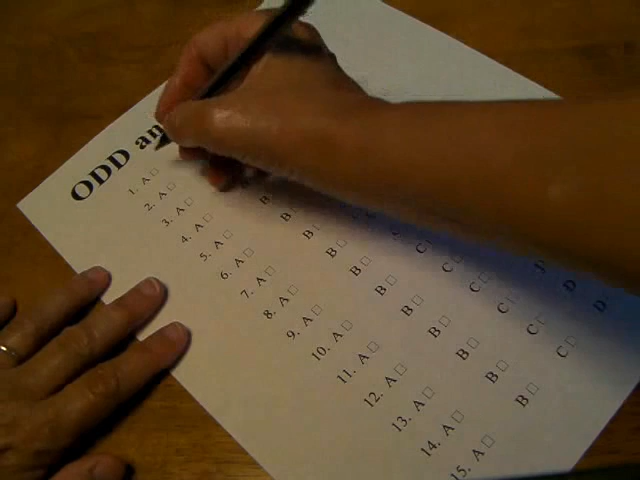 ODD an
1. A □
2. A □
3. A □
4. A □
5. A □ B
6. A □ B □
7. A □ B □
8. A □ B □
9. A □ B □ C
10. A □ B □ C □
11. A □ B □ C □
12. A □ B □ C □
13. A □ B □ C □
14. A □ B □ C □ D
15. A □ B □ C □ D